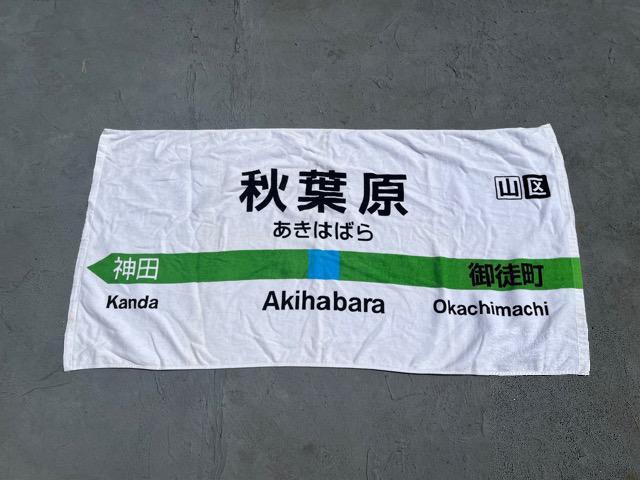 秋葉原
山区
あきはばら
神田
御徒町
Kanda
Akihabara
Okachimachi